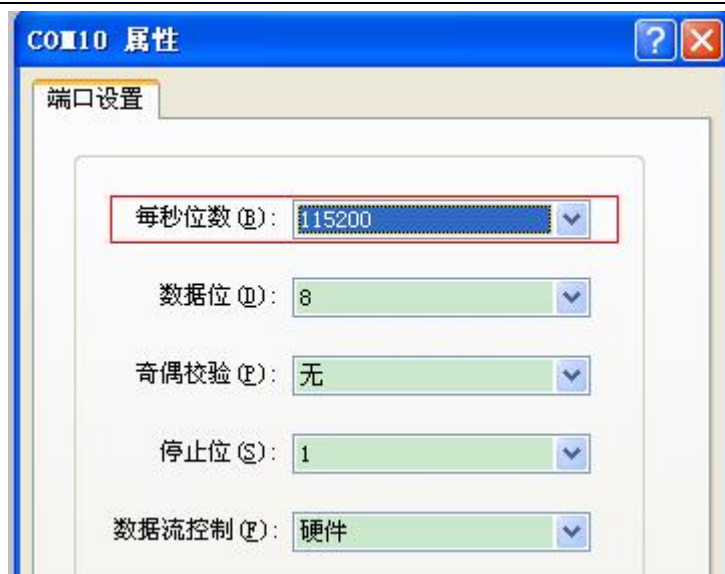 COM10 属性
端口设置
每秒位数(B): 115200
数据位(D): 8
奇偶校验(P): 无
停止位(S): 1
数据流控制(F): 硬件